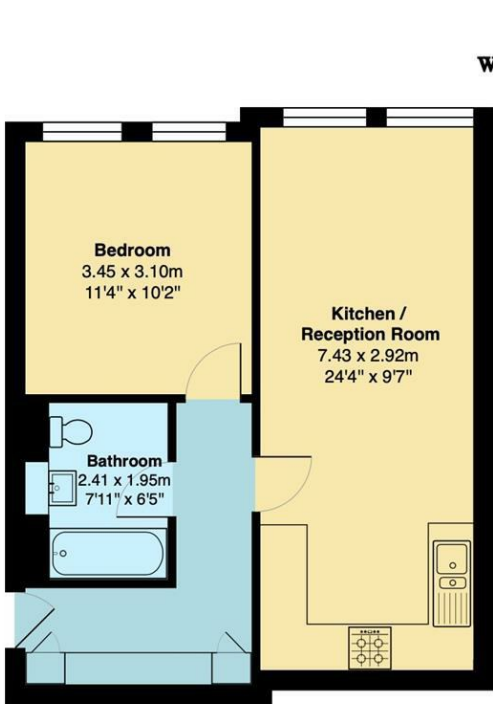 W
Bedroom
3.45 x 3.10m
11'4" x 10'2"
Kitchen /
Reception Room
7.43 x 2.92m
24'4" x 9'7"
Bathroom
2.41 x 1.95m
7'11" x 6'5"